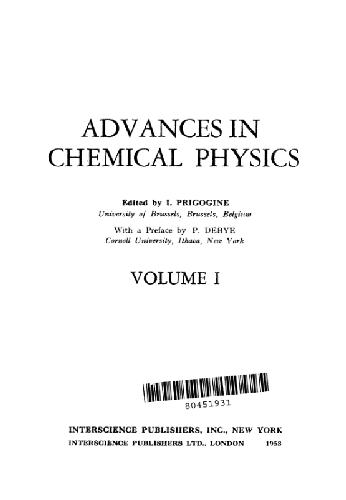 ADVANCES IN
CHEMICAL PHYSICS
Edited by I. PRIGOGINE
University of Brussels, Brussels, Belgium
With a Preface by P. DEBYE
Cornell University, Ithaca, New York
VOLUME I
80451931
INTERSCIENCE PUBLISHERS, INC., NEW YORK
INTERSCIENCE PUBLISHERS LTD., LONDON 1958